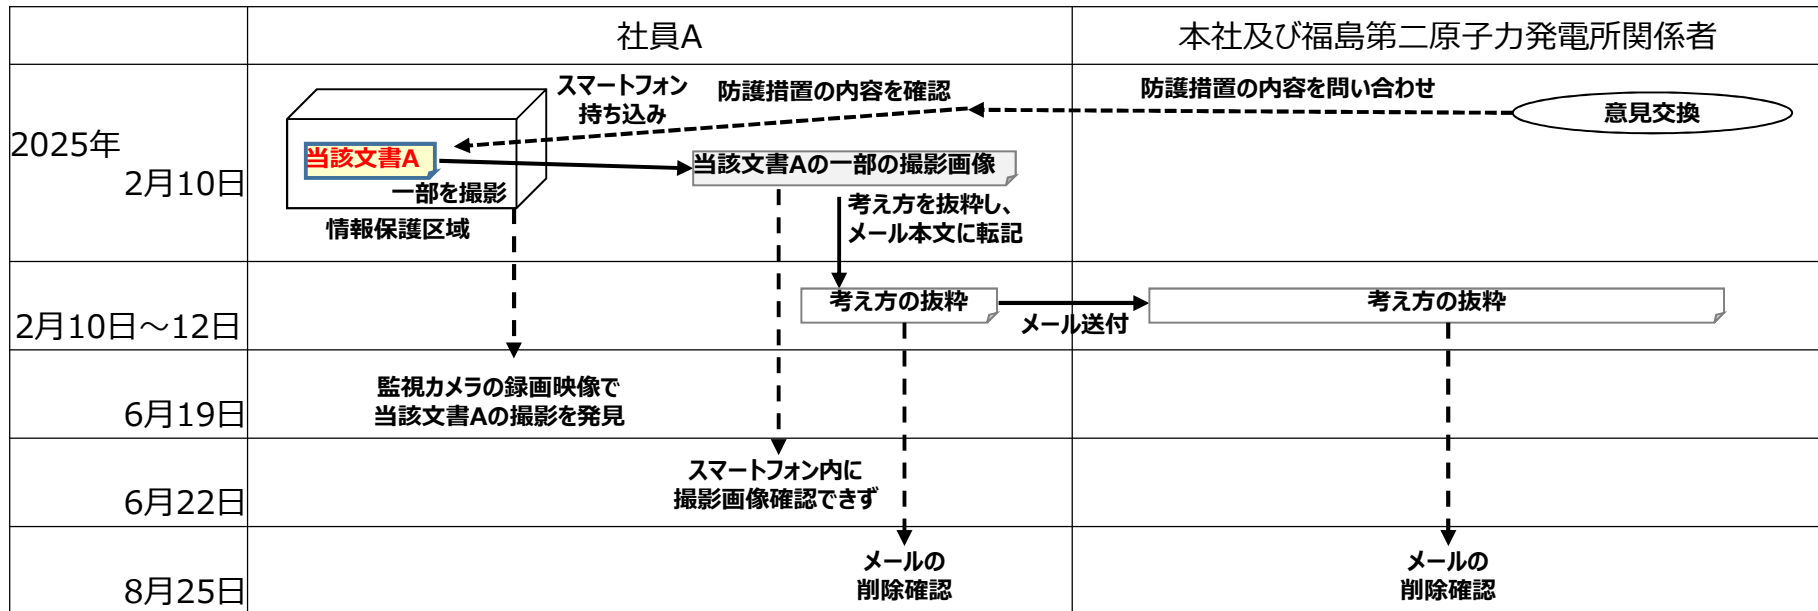 社員A
本社及び福島第二原子力発電所関係者
2025年
2月10日
スマートフォン
持ち込み
防護措置の内容を確認
防護措置の内容を問い合わせ
意見交換
当該文書A
一部を撮影
情報保護区域
当該文書Aの一部の撮影画像
考え方を抜粋し、
メール本文に転記
2月10日～12日
考え方の抜粋
メール送付
考え方の抜粋
6月19日
監視カメラの録画映像で
当該文書Aの撮影を発見
6月22日
スマートフォン内に
撮影画像確認できず
8月25日
メールの
削除確認
メールの
削除確認